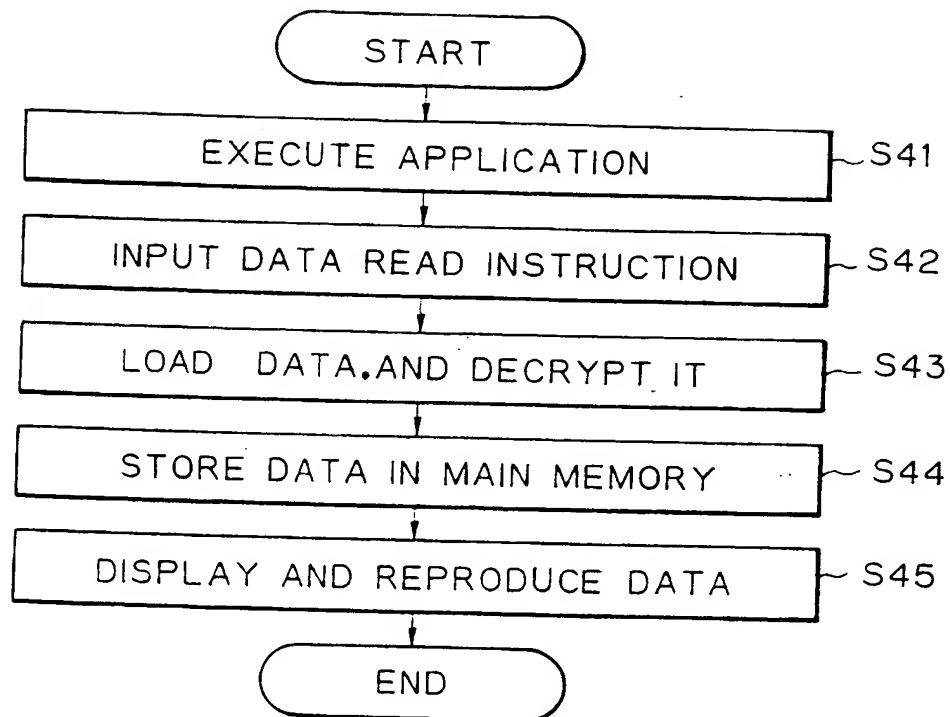 START
EXECUTE APPLICATION S41
INPUT DATA READ INSTRUCTION S42
LOAD DATA.AND DECRYPT IT S43
STORE DATA IN MAIN MEMORY S44
DISPLAY AND REPRODUCE DATA S45
END